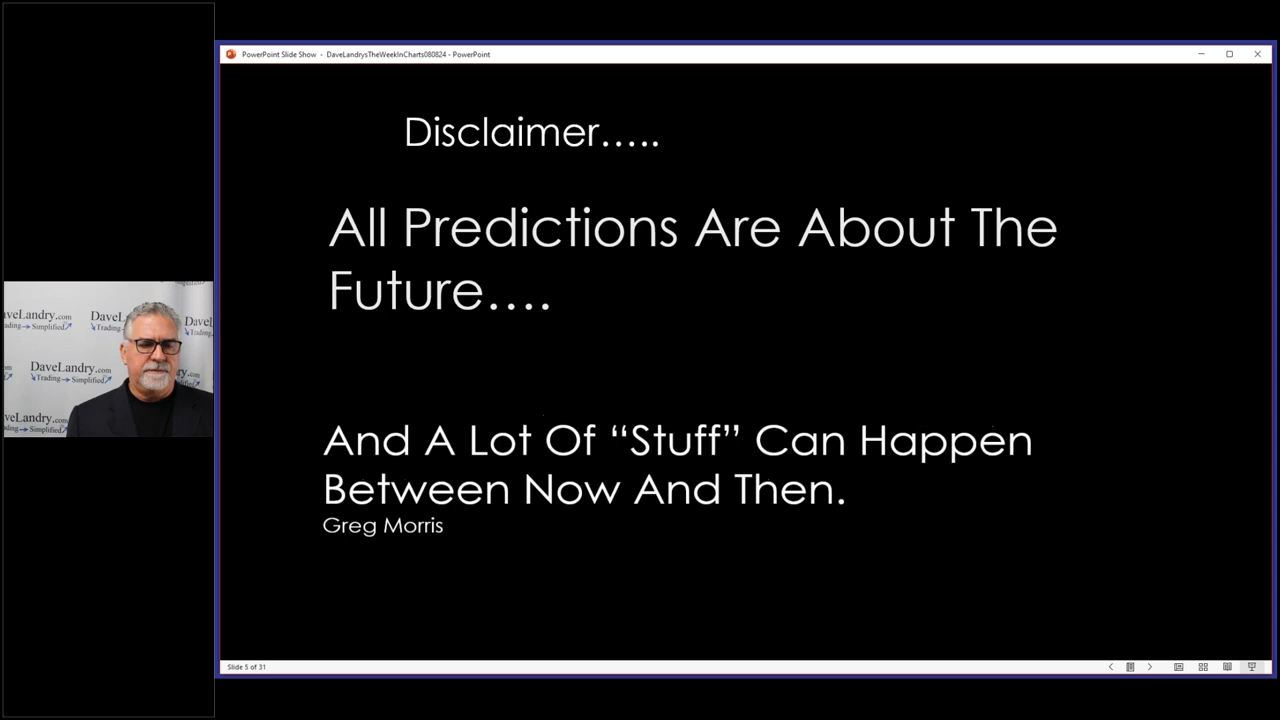 PowerPoint Slide Show - DaveLandrysTheWeekInCharts080824 - PowerPoint
Disclaimer…..
All Predictions Are About The
Future….
And A Lot Of “Stuff” Can Happen
Between Now And Then.
Greg Morris
DaveLandry.com
Trading Simplified
Slide 5 of 31